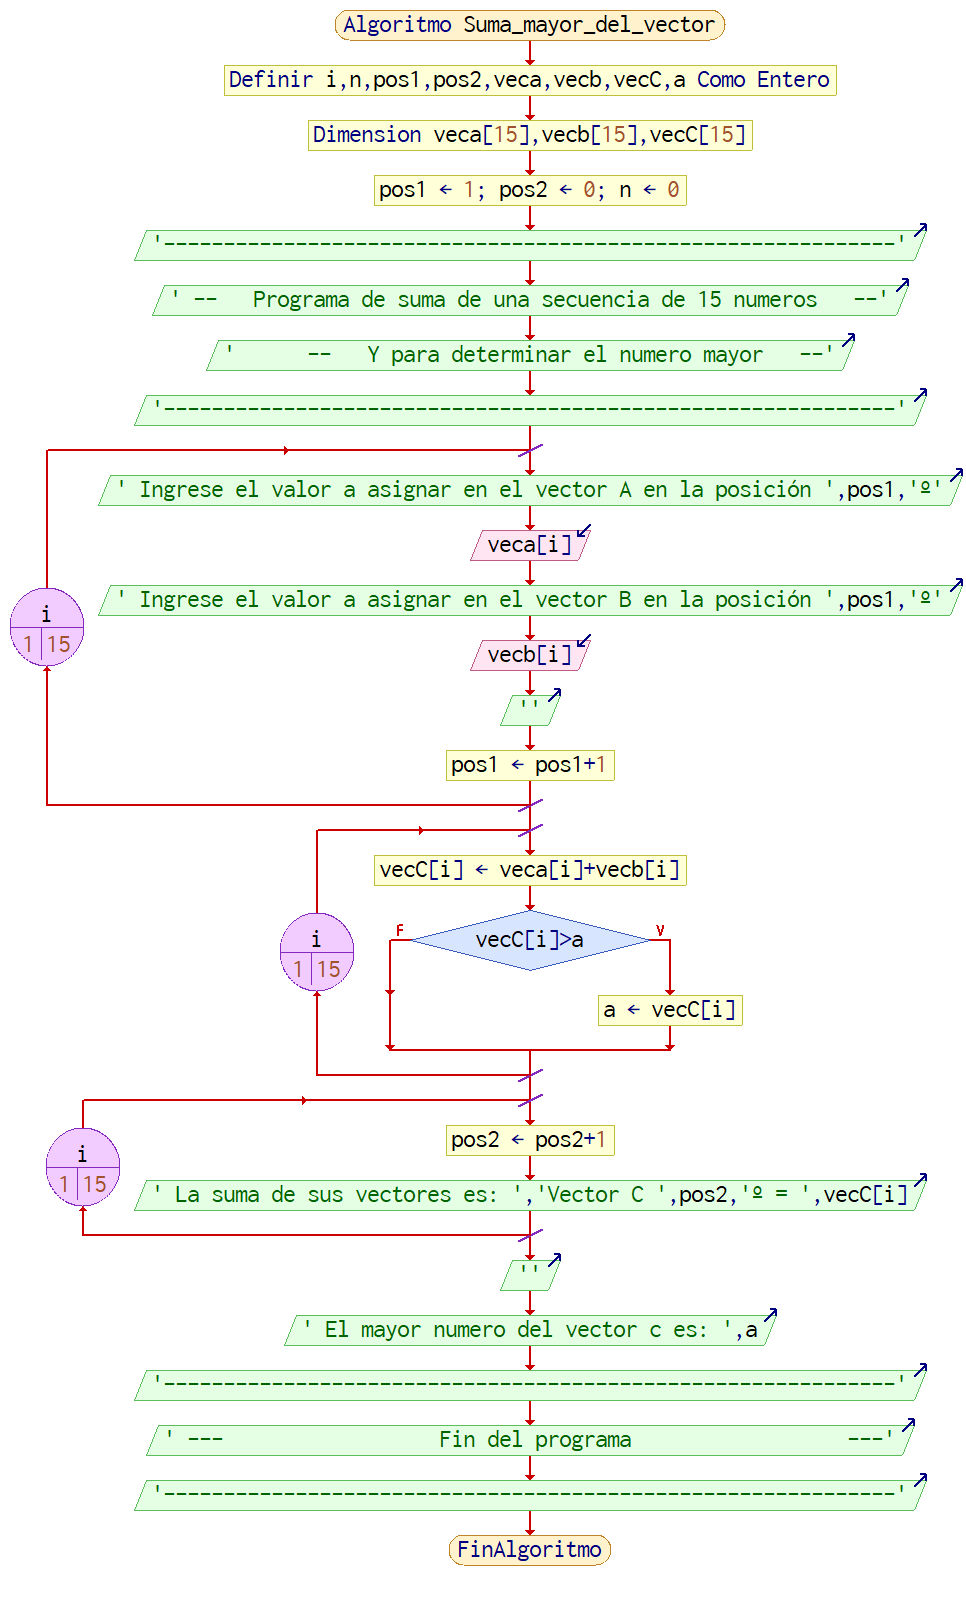 Algoritmo Suma_mayor_del_vector
Definir i,n,pos1,pos2,veca,vecb,vecC,a Como Entero
Dimension veca[15],vecb[15],vecC[15]
pos1 ← 1; pos2 ← 0; n ← 0
'-------------------------------------------------------------'
' --   Programa de suma de una secuencia de 15 numeros   --'
'      --   Y para determinar el numero mayor   --'
'-------------------------------------------------------------'
' Ingrese el valor a asignar en el vector A en la posición ',pos1,'º'
veca[i]
' Ingrese el valor a asignar en el vector B en la posición ',pos1,'º'
i
1 15
vecb[i]
''
pos1 ← pos1+1
vecC[i] ← veca[i]+vecb[i]
F
V
i
vecC[i]>a
1 15
a ← vecC[i]
pos2 ← pos2+1
i
1 15
' La suma de sus vectores es: ','Vector C ',pos2,'º = ',vecC[i]
''
' El mayor numero del vector c es: ',a
'-------------------------------------------------------------'
' ---                  Fin del programa                  ---'
'-------------------------------------------------------------'
FinAlgoritmo